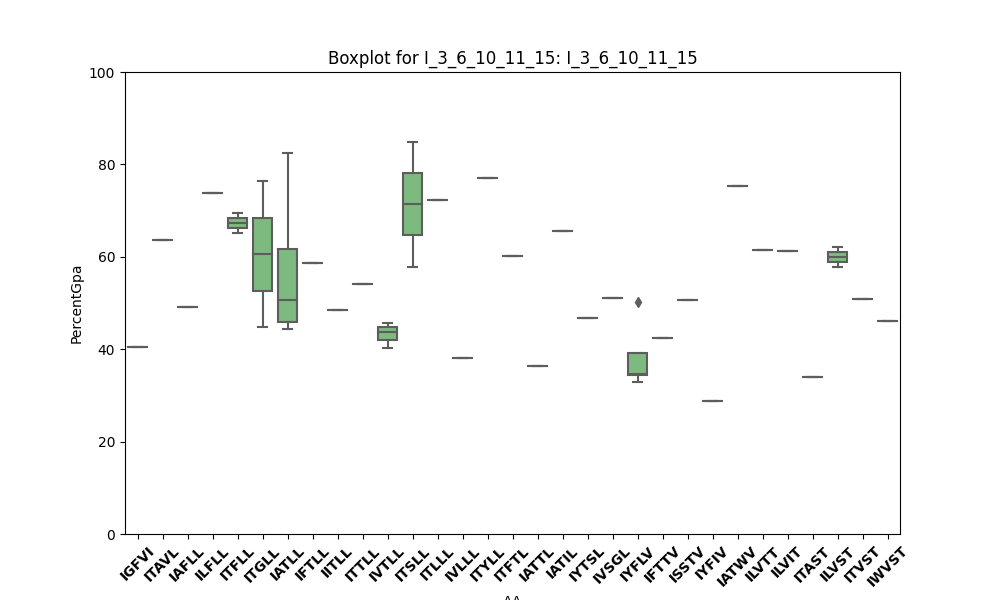 Boxplot for I_3_6_10_11_15: I_3_6_10_11_15
PercentGpa
100
80
60
40
20
0
IGFVI
ITAVL
IAFLL
ILFLL
ITFLL
ITGLL
IATLL
IFTLL
IITLL
ITTLL
IVTLL
ITSLL
ITLLL
IVLLL
ITYLL
ITFTL
IATTL
IATIL
IYTSL
IVSGL
IYFLV
IFTTV
ISSTV
IYFIV
IATWV
ILVTT
ILVIT
ITAST
ILVST
ITVST
IWVST
AA